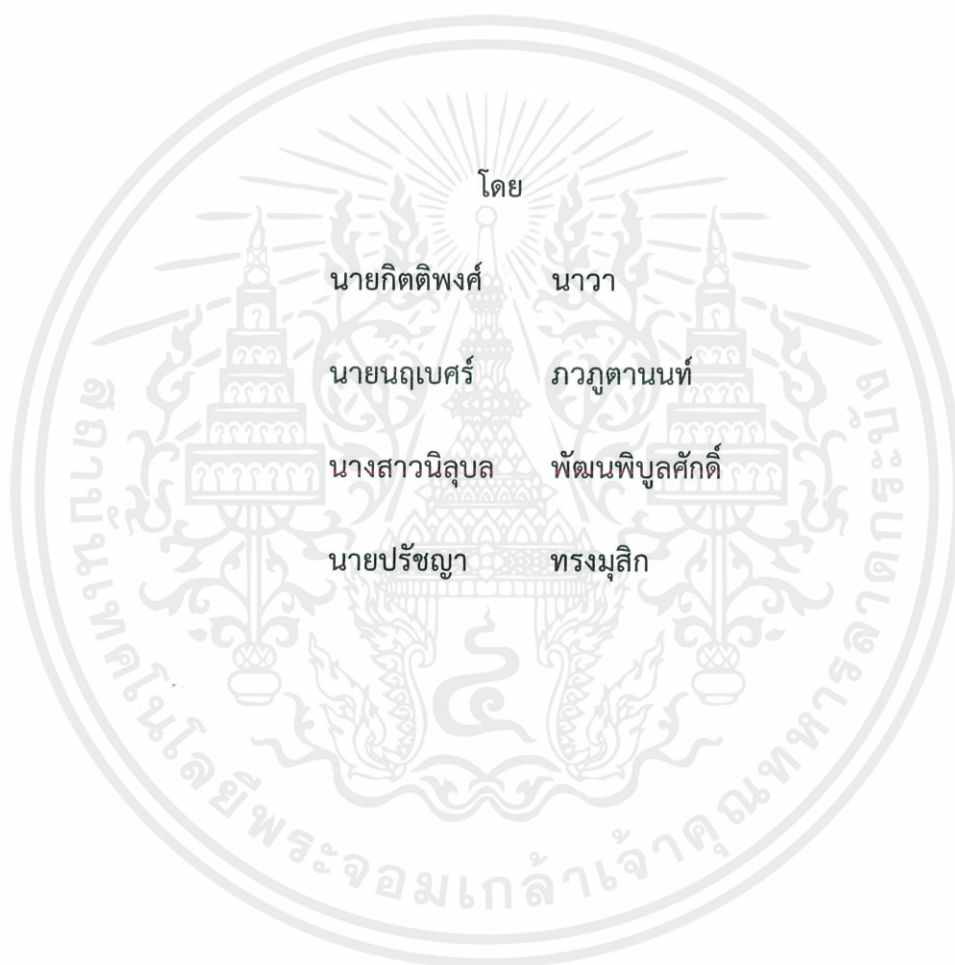 โดย
นายกิตติพงศ์ นาวา
นายนฤเบศร์ ภวภูตานนท์
นางสาวนิลุบล พัฒนพิบูลศักดิ์
นายปรัชญา ทรงมุสิก
๔
สถาบันเทคโนโลยีพระจอมเกล้าเจ้าคุณทหารลาดกระบัง